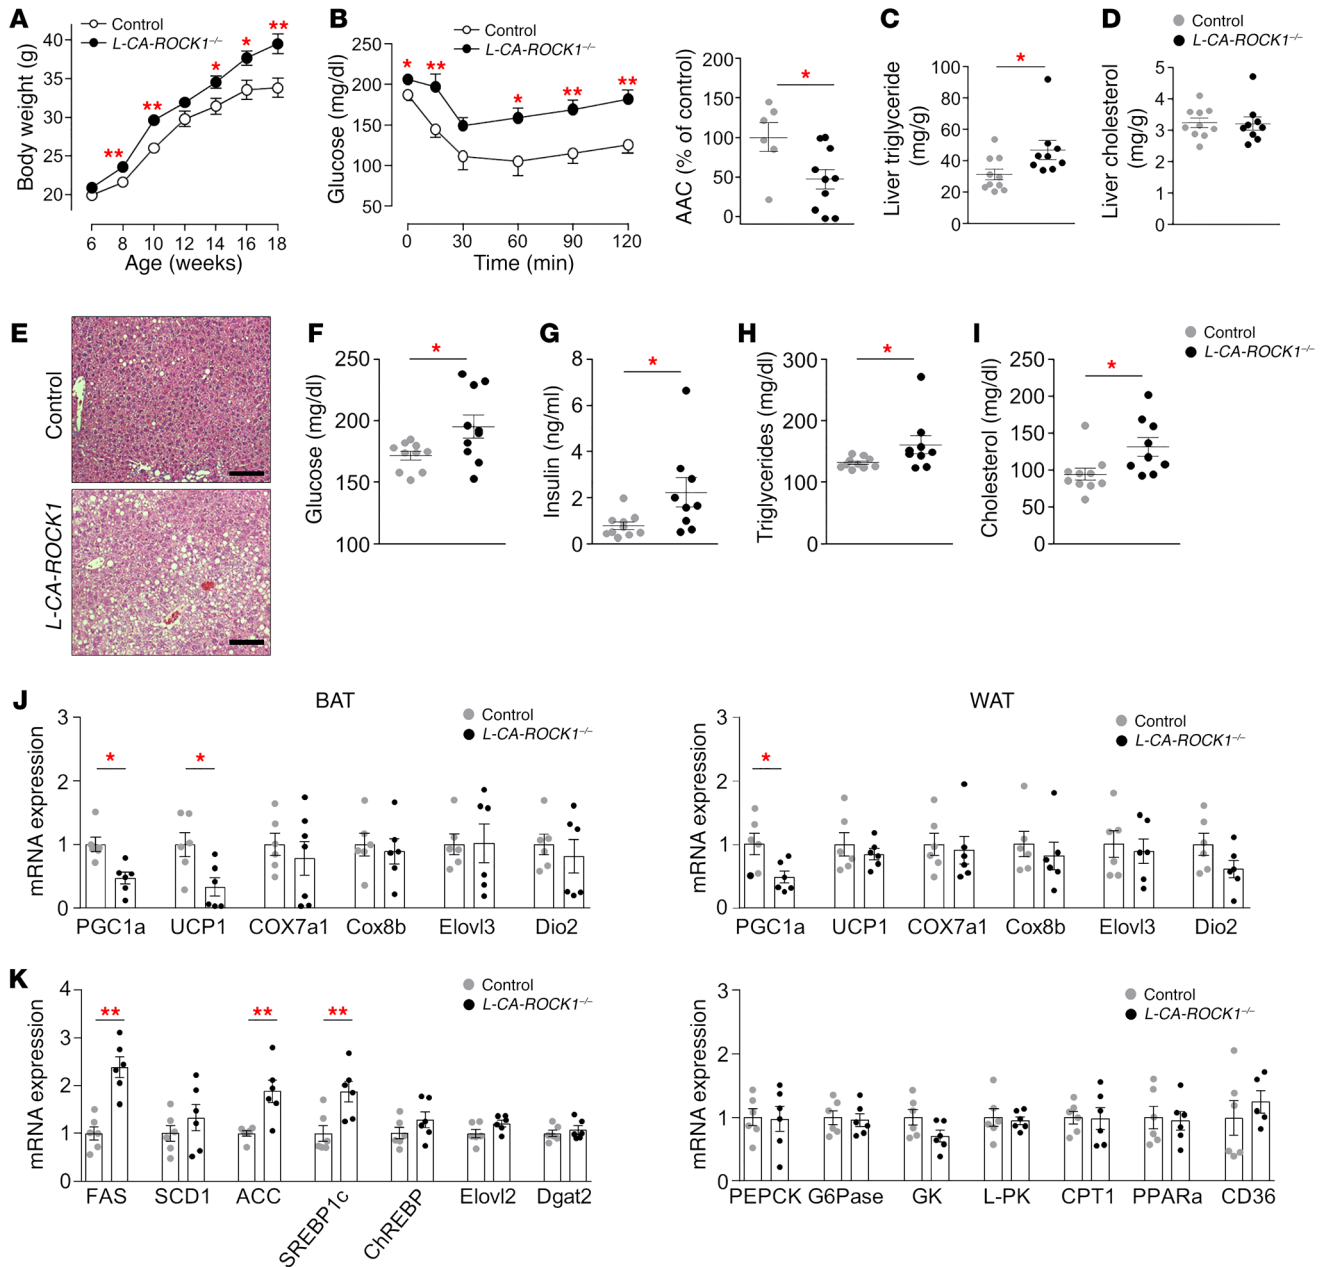 A
Control
L-CA-ROCK1–/–
Body weight (g)
40
35
30
25
20
** ** * * **
6 8 10 12 14 16 18
Age (weeks)
B
Control
L-CA-ROCK1–/–
Glucose (mg/dl)
250
200
150
100
50
* ** * ** **
0 30 60 90 120
Time (min)
AAC (% of control)
200
150
100
50
0
*
C
Liver triglyceride
(mg/g)
100
80
60
40
20
0
*
D
Control
L-CA-ROCK1–/–
Liver cholesterol
(mg/g)
5
4
3
2
1
0
E
Control
L-CA-ROCK1
F
Glucose (mg/dl)
250
200
150
100
*
G
Insulin (ng/ml)
8
6
4
2
0
*
H
Triglycerides (mg/dl)
300
200
100
0
*
I
Control
L-CA-ROCK1–/–
Cholesterol (mg/dl)
250
200
150
100
50
0
*
J
BAT
Control
L-CA-ROCK1–/–
mRNA expression
3
2
1
0
* *
PGC1a UCP1 COX7a1 Cox8b Elovl3 Dio2
WAT
Control
L-CA-ROCK1–/–
mRNA expression
3
2
1
0
*
PGC1a UCP1 COX7a1 Cox8b Elovl3 Dio2
K
Control
L-CA-ROCK1–/–
mRNA expression
4
3
2
1
0
** ** **
FAS SCD1 ACC SREBP1c ChREBP Elovl2 Dgat2
Control
L-CA-ROCK1–/–
mRNA expression
3
2
1
0
PEPCK G6Pase GK L-PK CPT1 PPARa CD36